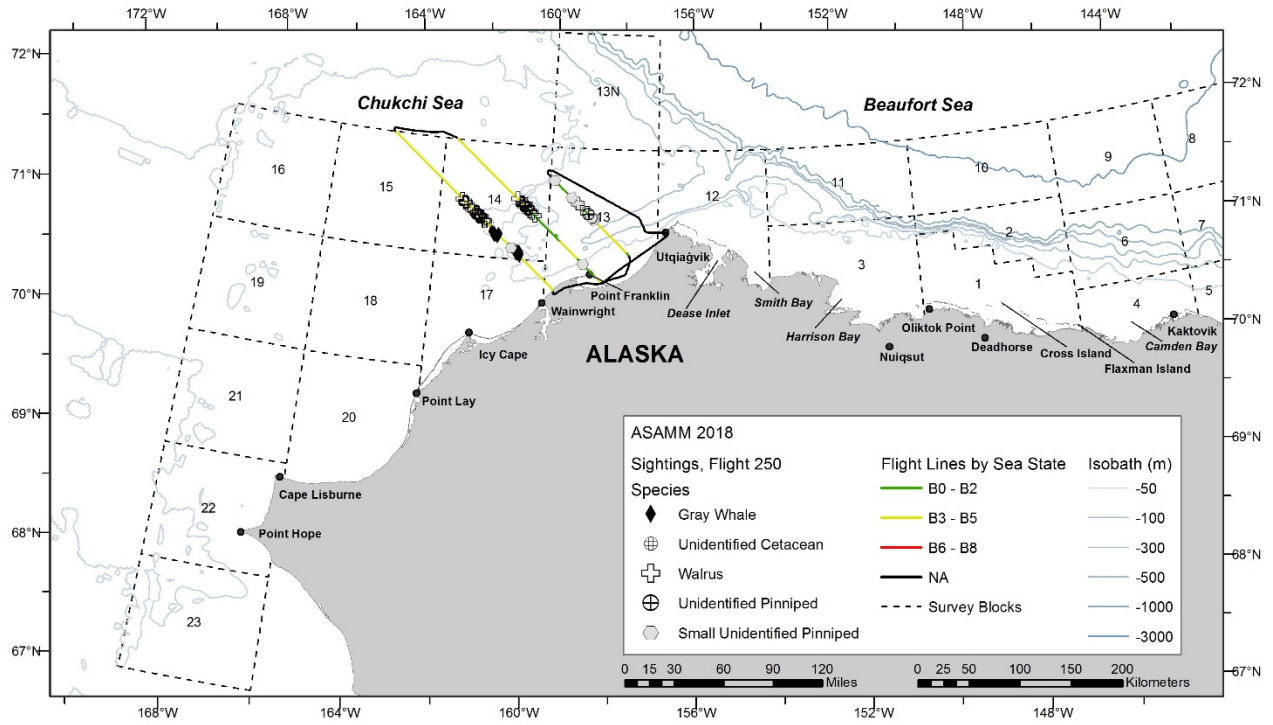 172°W 168°W 164°W 160°W 156°W 152°W 148°W 144°W
72°N
72°N
13N
Chukchi Sea
Beaufort Sea
8
9
10
71°N
71°N
16
15
14
13
12
11
7
6
2
Utqiaġvik
3
1
5
4
19
18
17
70°N
70°N
Point Franklin
Wainwright
Dease Inlet
Smith Bay
Harrison Bay
Oliktok Point
Kaktovik
Camden Bay
Nuiqsut
Deadhorse
Cross Island
Flaxman Island
Icy Cape
ALASKA
21
20
Point Lay
69°N
69°N
Cape Lisburne
22
Point Hope
68°N
68°N
23
67°N
67°N
ASAMM 2018
Sightings, Flight 250
Species
Gray Whale
Unidentified Cetacean
Walrus
Unidentified Pinniped
Small Unidentified Pinniped
Flight Lines by Sea State
B0 - B2
B3 - B5
B6 - B8
NA
Survey Blocks
Isobath (m)
-50
-100
-300
-500
-1000
-3000
0 15 30 60 90 120
Miles
0 25 50 100 150 200
Kilometers
168°W 164°W 160°W 156°W 152°W 148°W